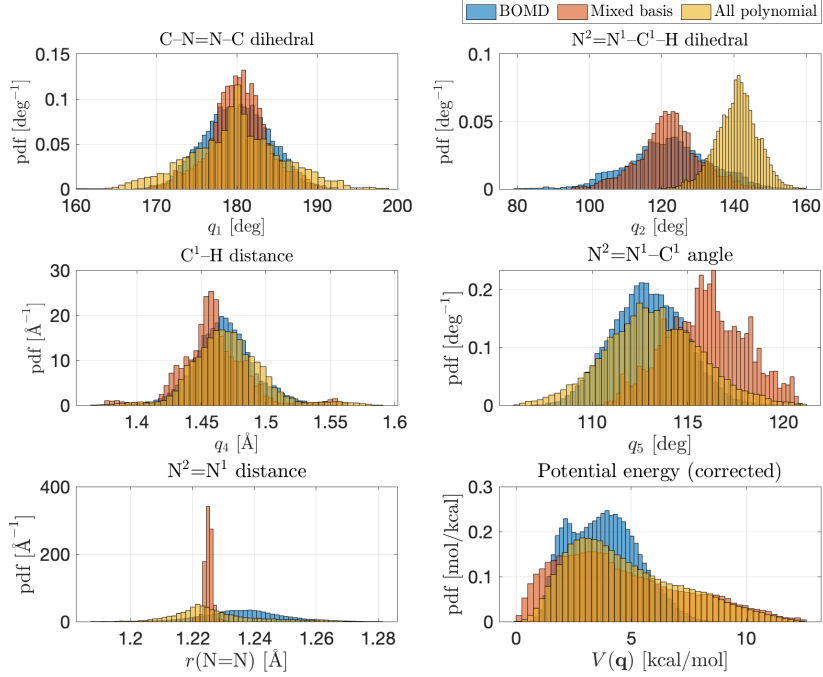 BOMD Mixed basis All polynomial
C–N=N–C dihedral
pdf [deg⁻¹]
0.15
0.1
0.05
0
160 170 180 190 200
q₁ [deg]
N²=N¹–C¹–H dihedral
pdf [deg⁻¹]
0.1
0.05
0
80 100 120 140 160
q₂ [deg]
C¹–H distance
pdf [Å⁻¹]
30
20
10
0
1.4 1.45 1.5 1.55 1.6
q₄ [Å]
N²=N¹–C¹ angle
pdf [deg⁻¹]
0.2
0.1
0
110 115 120
q₅ [deg]
N²=N¹ distance
pdf [Å⁻¹]
400
200
0
1.2 1.22 1.24 1.26 1.28
r(N=N) [Å]
Potential energy (corrected)
pdf [mol/kcal]
0.3
0.2
0.1
0
0 5 10
V(q) [kcal/mol]